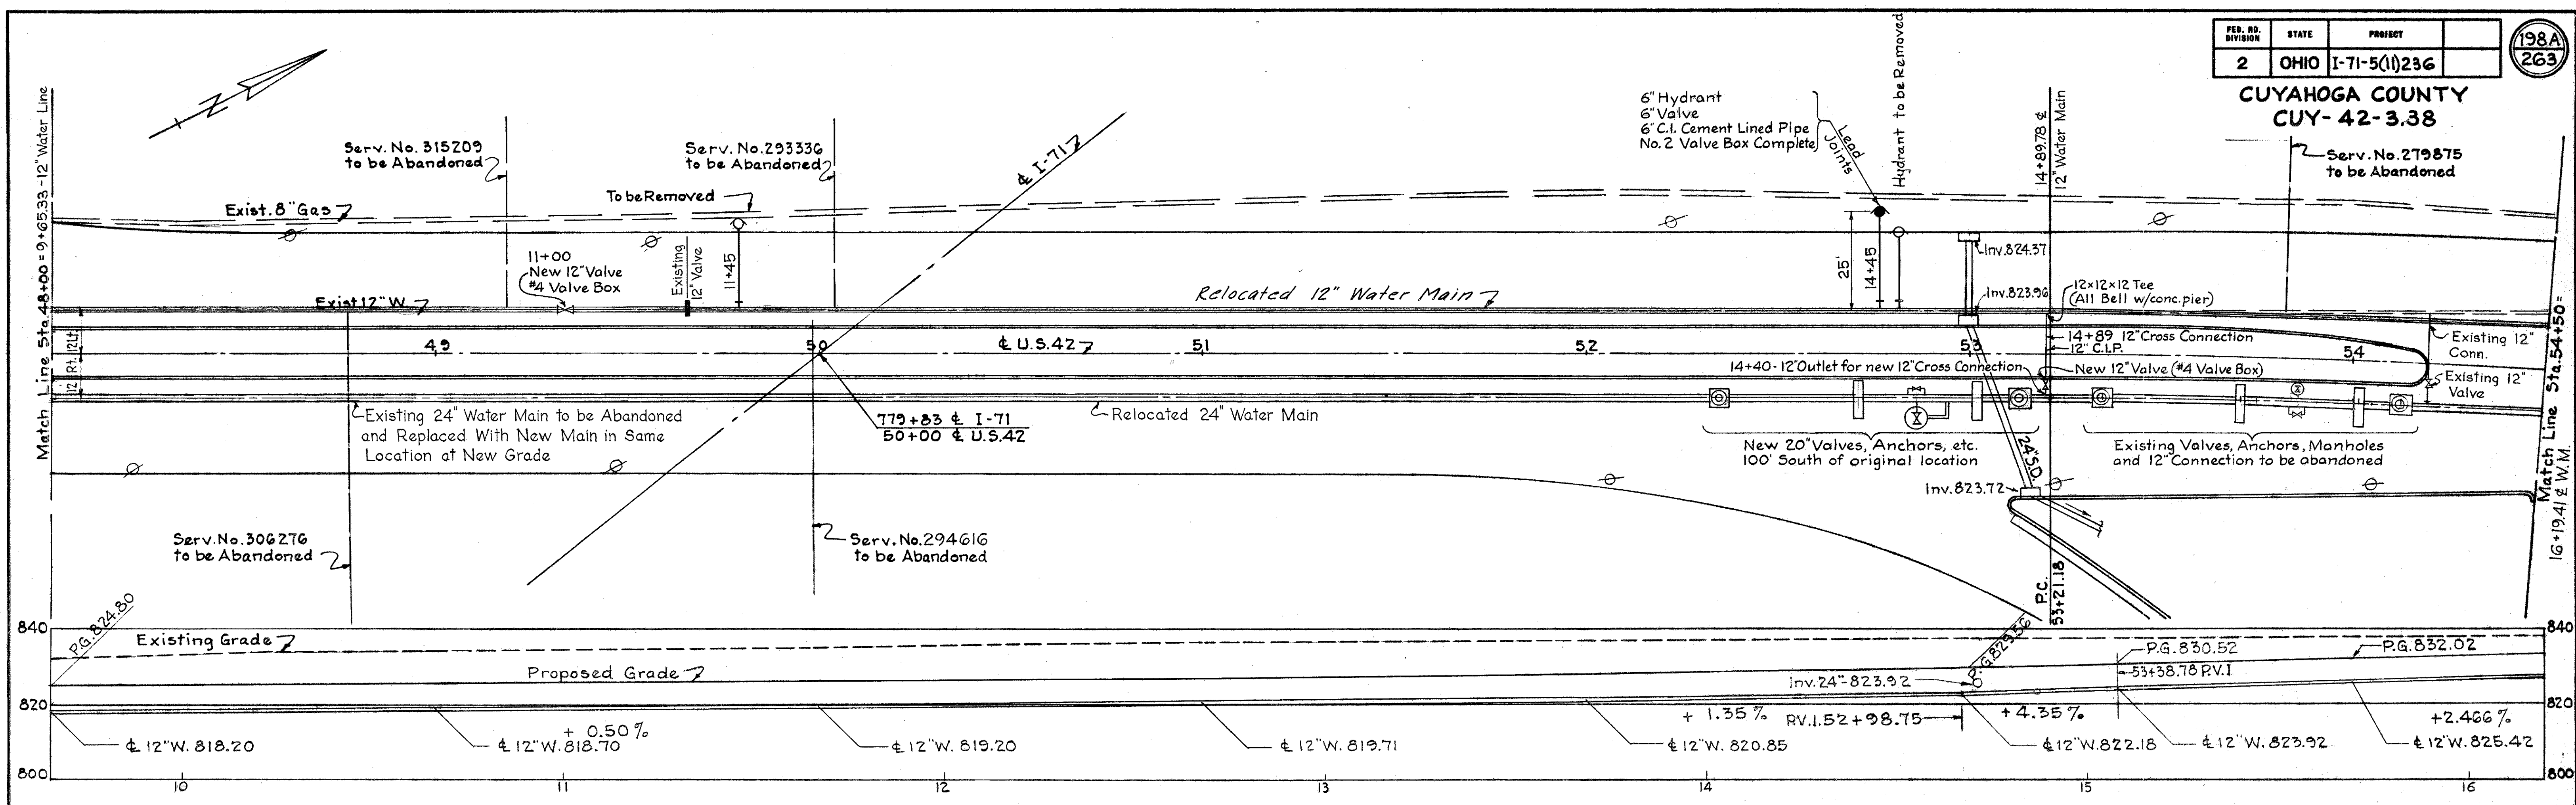 FED. RD. DIVISION STATE PROJECT
2 OHIO I-71-5(11)236
198A
263
CUYAHOGA COUNTY
CUY-42-3.38
N
Match Line Sta. 48+00 = 9+65.33 - 12" Water Line
Serv. No. 315209
to be Abandoned
Serv. No. 293336
to be Abandoned
℄ I-71
6" Hydrant
6" Valve
6" C.I. Cement Lined Pipe
No. 2 Valve Box Complete
Lead Joints
Hydrant to be Removed
14+89.78 ℄
12" Water Main
Serv. No. 279875
to be Abandoned
Exist. 8" Gas
To be Removed
11+00
New 12" Valve
#4 Valve Box
Existing
12" Valve
11+45
25'
14+45
Inv. 824.37
Exist 12" W.
Relocated 12" Water Main
Inv. 823.96
12x12x12 Tee
(All Bell w/conc. pier)
12' Lt.
12' Rt.
49
50
℄ U.S. 42
51
52
53
54
14+89 12" Cross Connection
12" C.I.P.
Existing 12"
Conn.
14+40-12" Outlet for new 12" Cross Connection
New 12" Valve (#4 Valve Box)
Existing 12"
Valve
Existing 24" Water Main to be Abandoned
and Replaced With New Main in Same
Location at New Grade
779+83 ℄ I-71
50+00 ℄ U.S. 42
Relocated 24" Water Main
New 20" Valves, Anchors, etc.
100' South of original location
24" S.D.
Existing Valves, Anchors, Manholes
and 12" Connection to be abandoned
Inv. 823.72
Match Line Sta. 54+50 =
16+19.41 ℄ W.M.
Serv. No. 306276
to be Abandoned
Serv. No. 294616
to be Abandoned
P.C.
53+21.18
840
P.G. 824.80
Existing Grade
P.G. 829.56
P.G. 830.52
P.G. 832.02
840
Proposed Grade
Inv. 24"-823.92
53+38.78 P.V.I.
820
+ 0.50 %
+ 1.35 %
P.V.I. 52+98.75
+4.35 %
+2.466 %
820
℄ 12" W. 818.20
℄ 12" W. 818.70
℄ 12" W. 819.20
℄ 12" W. 819.71
℄ 12" W. 820.85
℄ 12" W. 822.18
℄ 12" W. 823.92
℄ 12" W. 825.42
800
10
11
12
13
14
15
16
800